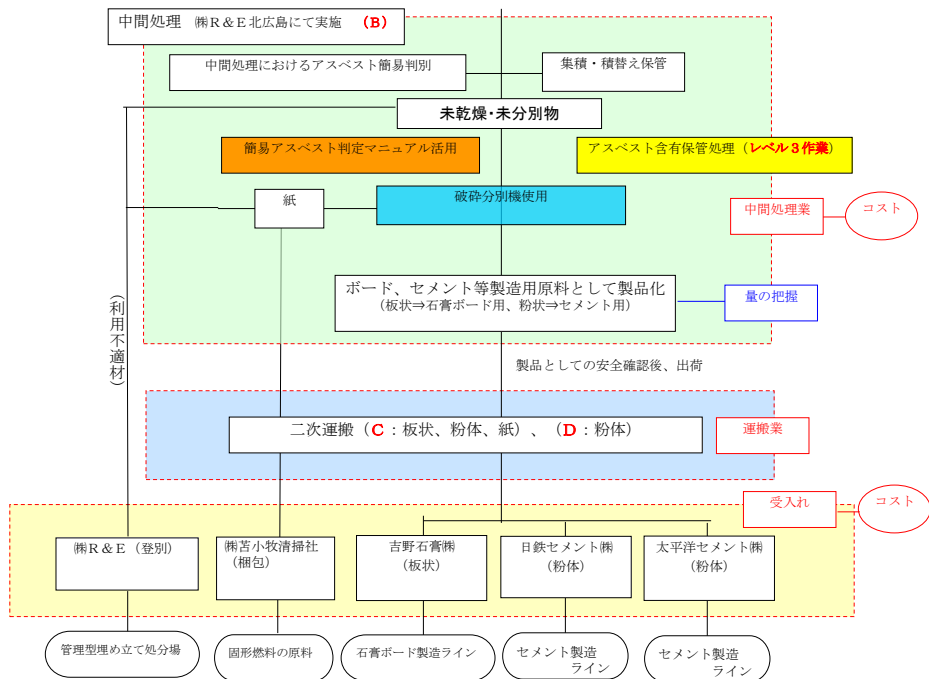 中間処理 ㈱R&E北広島にて実施 (B)
中間処理におけるアスベスト簡易判別
集積・積替え保管
未乾燥・未分別物
簡易アスベスト判定マニュアル活用
アスベスト含有保管処理(レベル3作業)
紙
破砕分別機使用
中間処理業
コスト
ボード、セメント等製造用原料として製品化
(板状⇒石膏ボード用、粉状⇒セメント用)
量の把握
(利用不適材)
製品としての安全確認後、出荷
二次運搬(C:板状、粉体、紙)、(D:粉体)
運搬業
受入れ
コスト
㈱R&E(登別)
㈱苫小牧清掃社
(梱包)
吉野石膏㈱
(板状)
日鉄セメント㈱
(粉体)
太平洋セメント㈱
(粉体)
管理型埋め立て処分場
固形燃料の原料
石膏ボード製造ライン
セメント製造
ライン
セメント製造
ライン